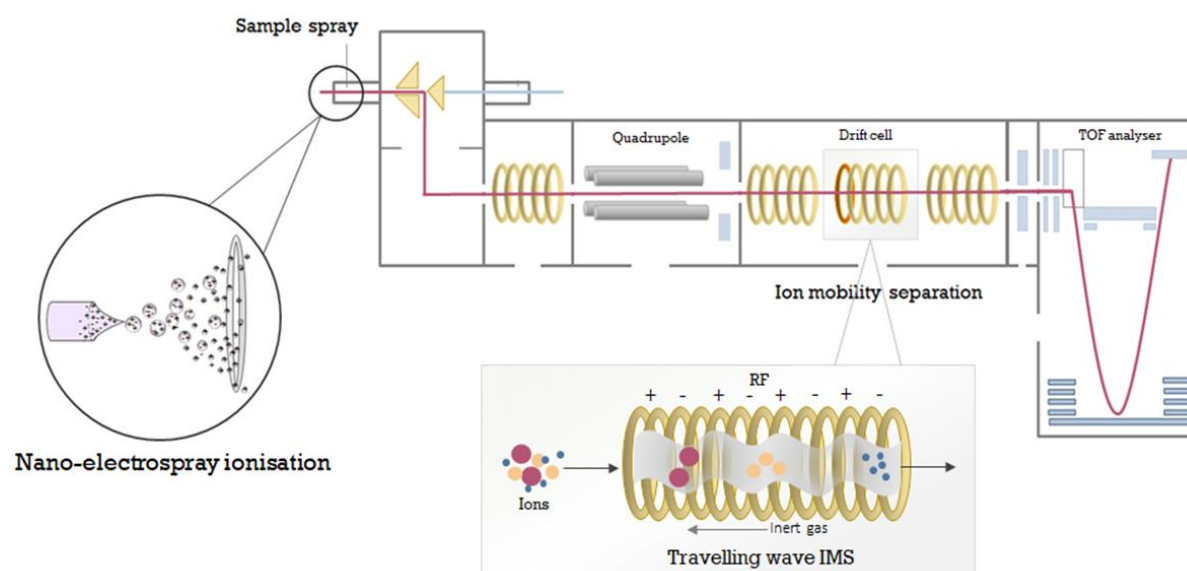 Sample spray
Quadrupole
Drift cell
TOF analyser
Ion mobility separation
Nano-electrospray ionisation
RF
+ - + - + - + -
Ions
Inert gas
Travelling wave IMS